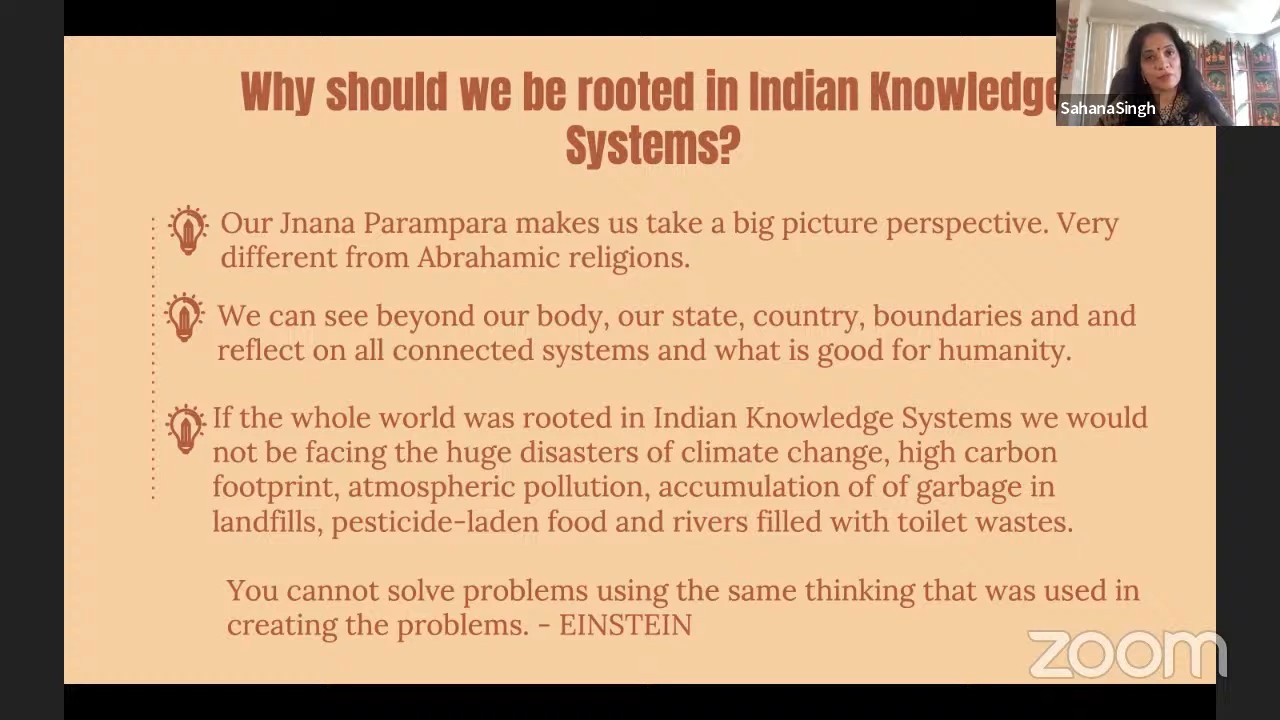 Why should we be rooted in Indian Knowledge
Systems?
SahanaSingh
Our Jnana Parampara makes us take a big picture perspective. Very
different from Abrahamic religions.
We can see beyond our body, our state, country, boundaries and and
reflect on all connected systems and what is good for humanity.
If the whole world was rooted in Indian Knowledge Systems we would
not be facing the huge disasters of climate change, high carbon
footprint, atmospheric pollution, accumulation of of garbage in
landfills, pesticide-laden food and rivers filled with toilet wastes.
You cannot solve problems using the same thinking that was used in
creating the problems. - EINSTEIN
zoom